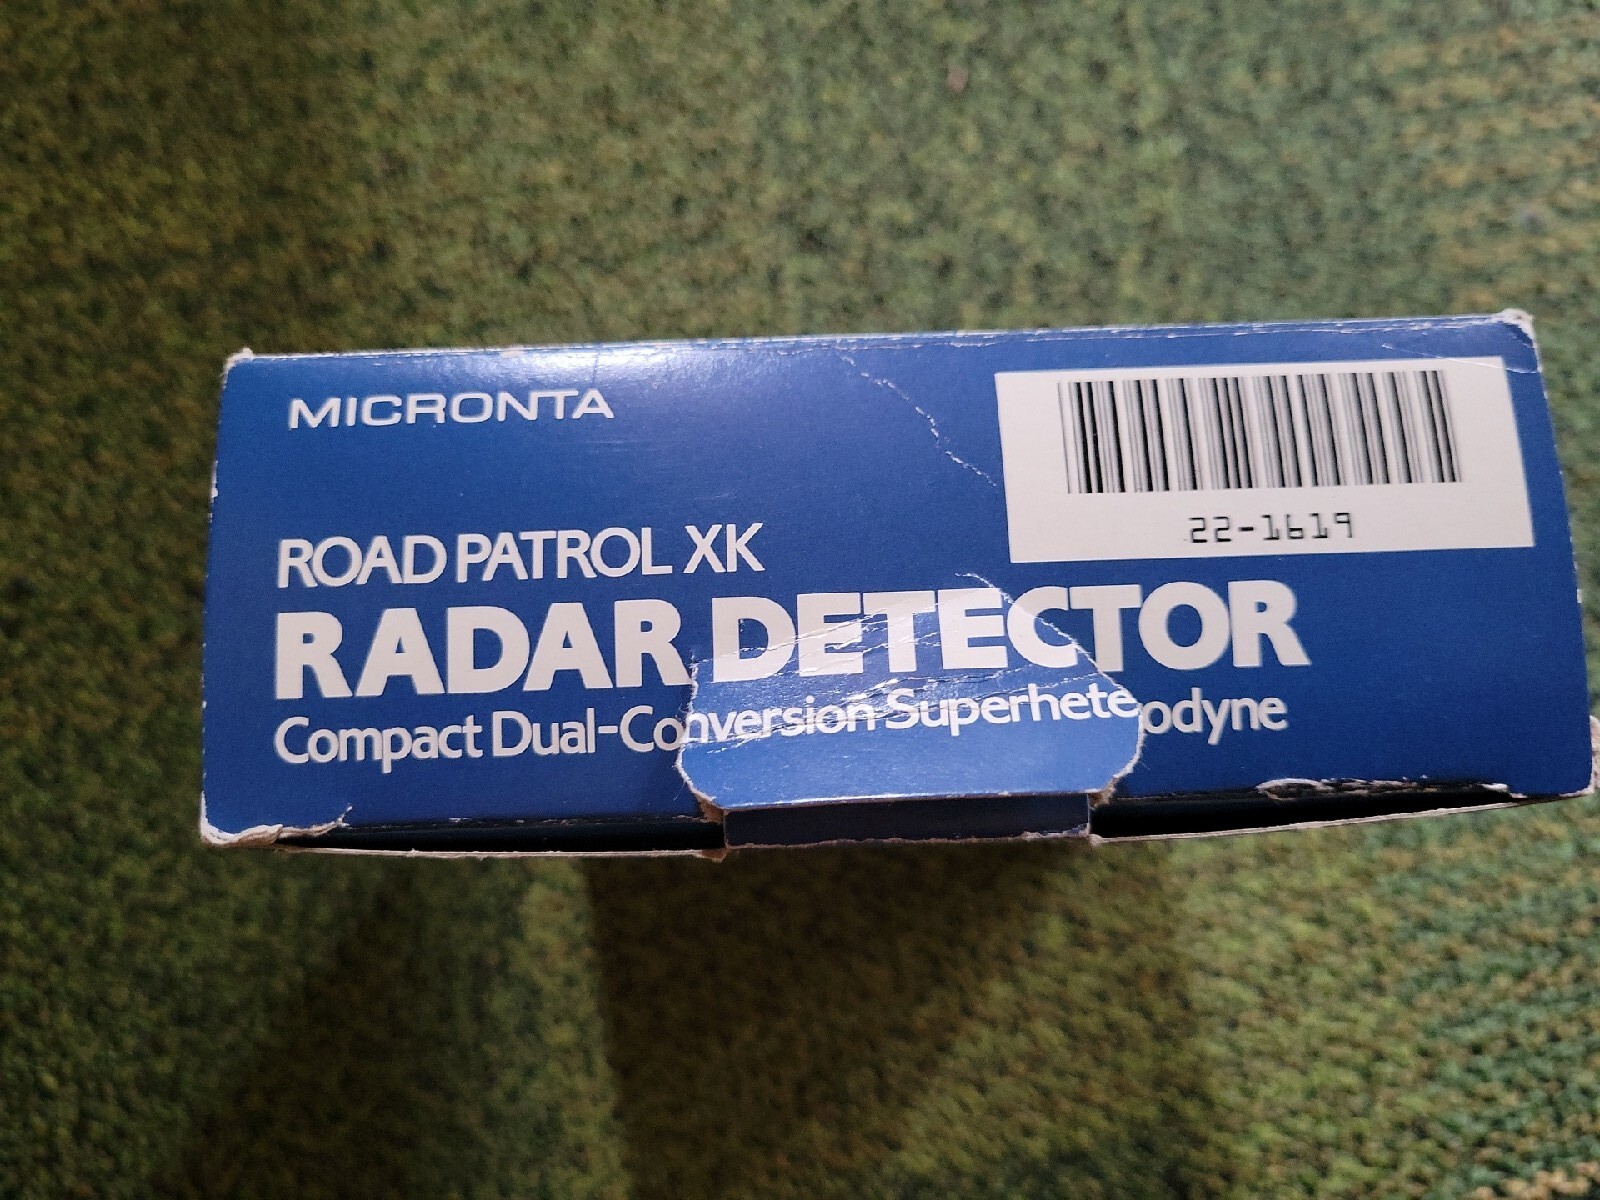 MICRONTA
22-1619
ROAD PATROL XK
RADAR DETECTOR
Compact Dual-Conversion Superheterodyne